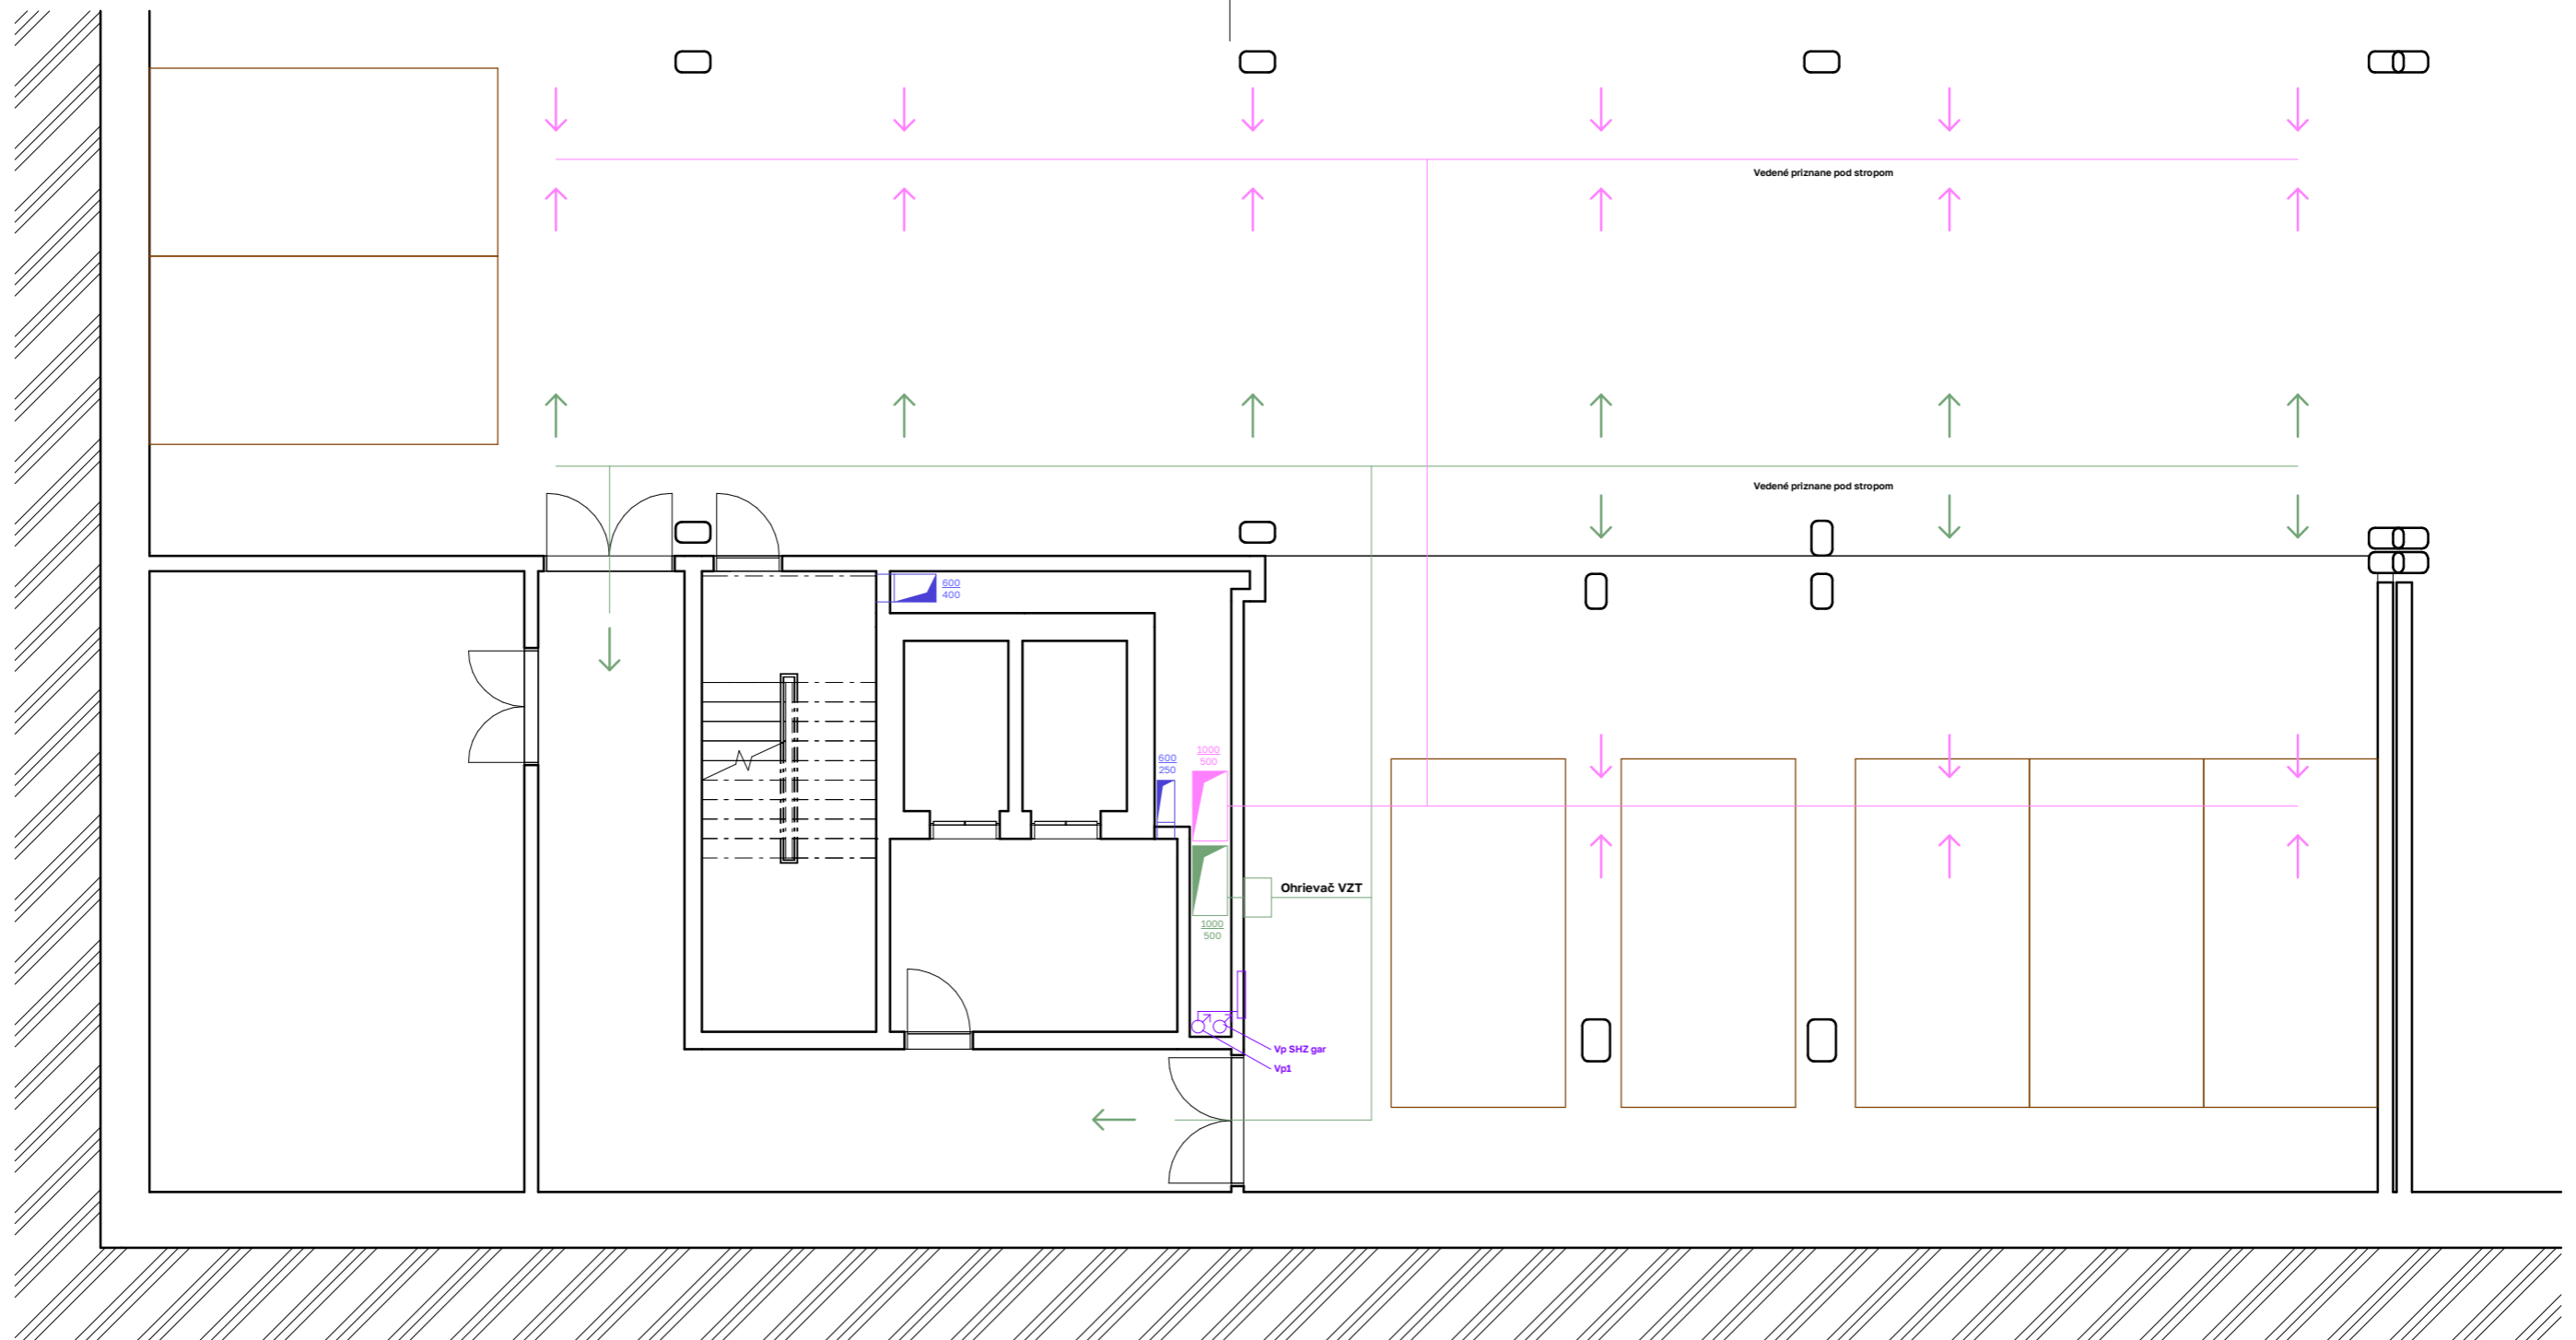 Vedené priznane pod stropom
Vedené priznane pod stropom
600
400
600
250
1000
500
Ohrievač VZT
1000
500
Vp SHZ gar
Vp1